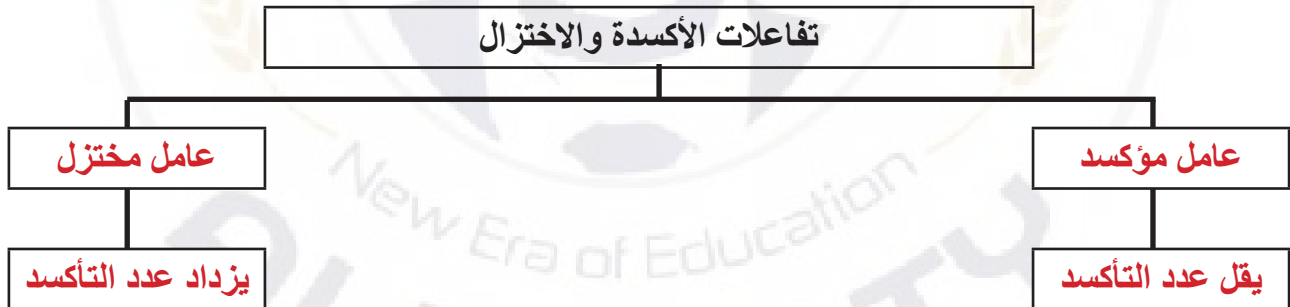 تفاعلات الأكسدة والاختزال
عامل مؤكسد
عامل مختزل
يقل عدد التأكسد
يزداد عدد التأكسد
New Era of Education